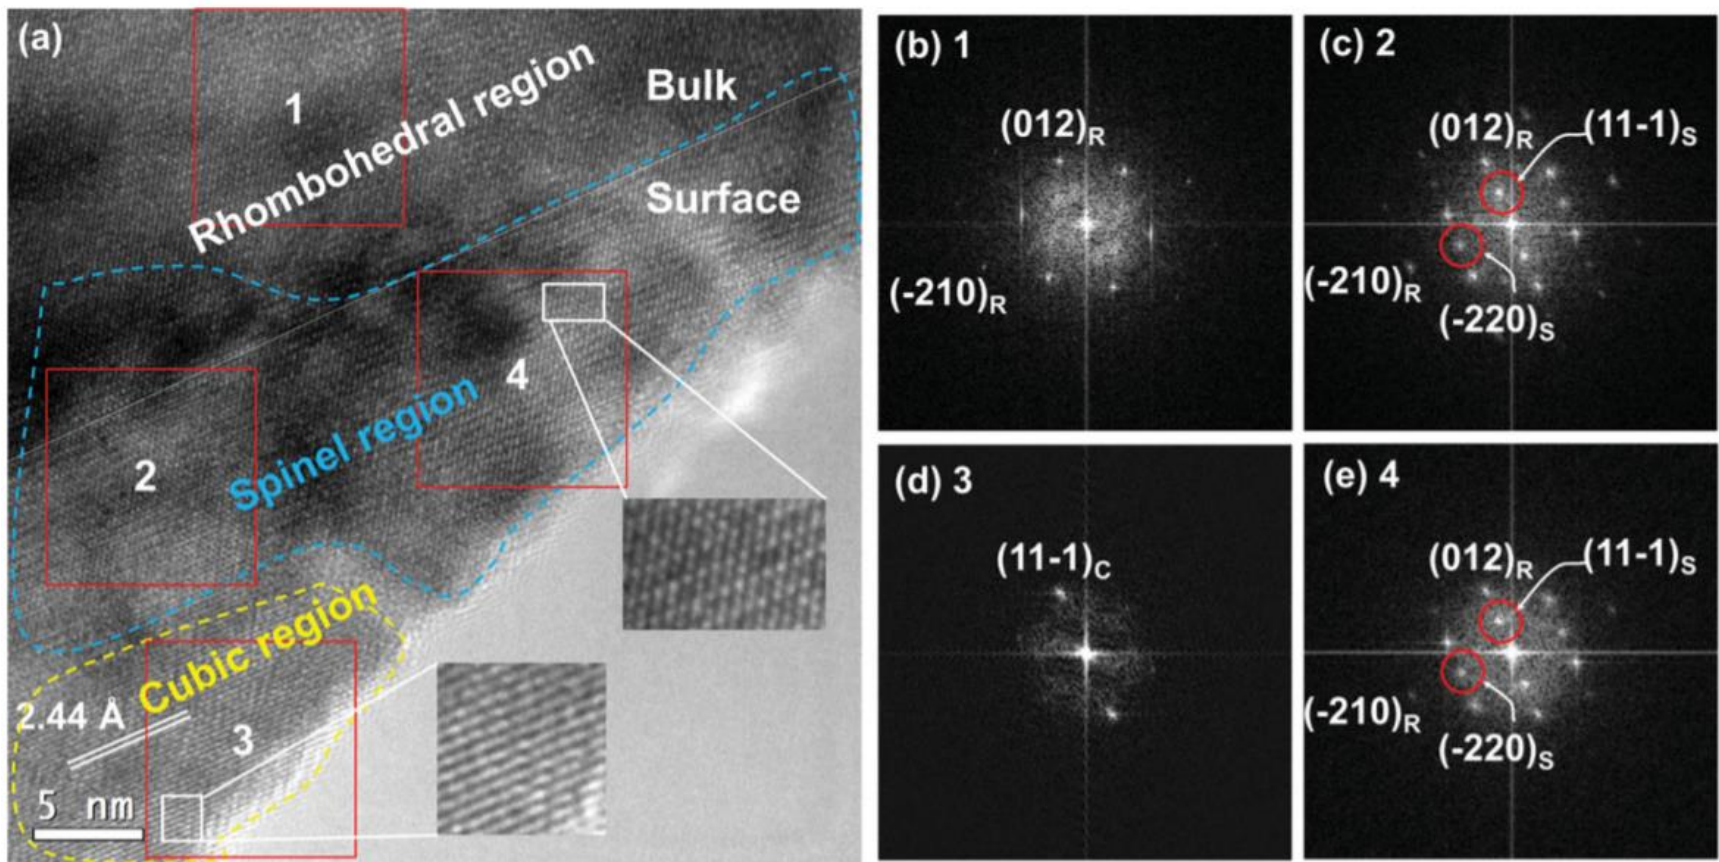 (a)
1
Rhombohedral region
Bulk
Surface
4
2
Spinel region
Cubic region
2.44 Å
3
5 nm
(b) 1
(012)R
(-210)R
(c) 2
(012)R
(11-1)S
(-210)R
(-220)S
(d) 3
(11-1)C
(e) 4
(012)R
(11-1)S
(-210)R
(-220)S